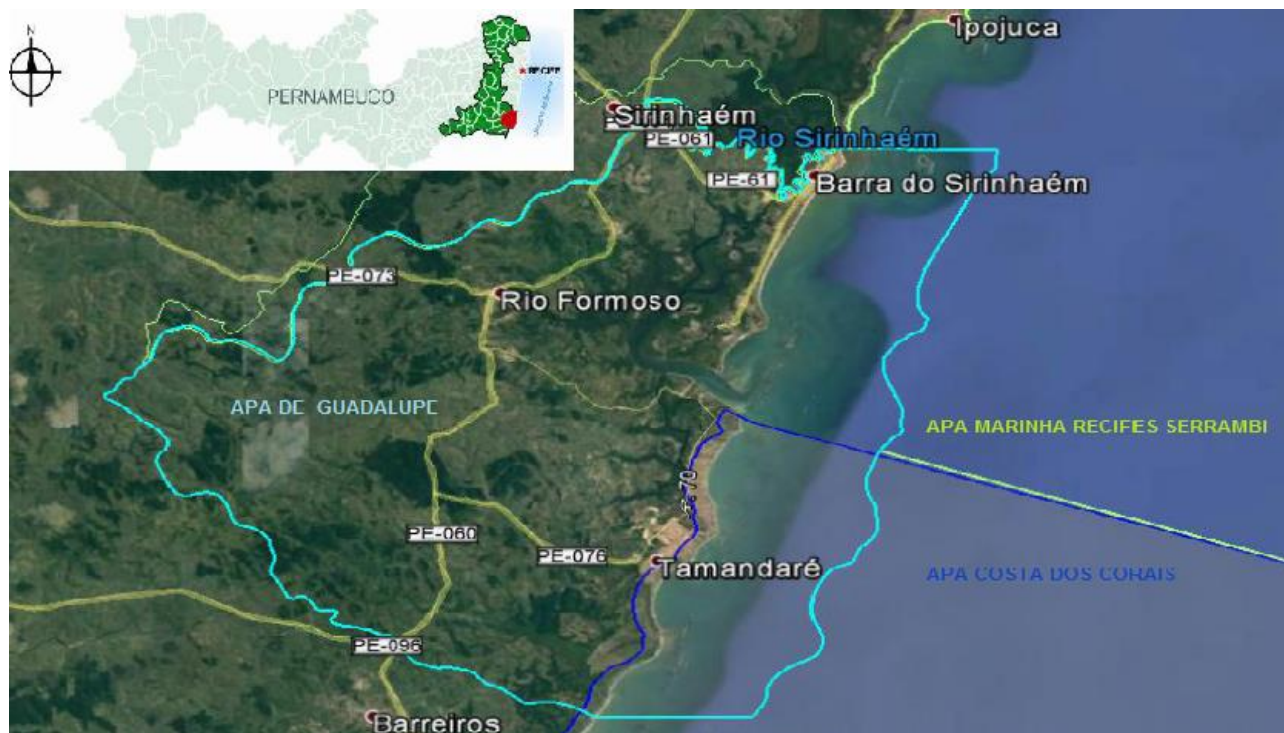 N
PERNAMBUCO
RECIFE
Ipojuca
Sirinhaém
PE-061
Rio Sirinhaém
PE-61
Barra do Sirinhaém
PE-073
Rio Formoso
APA DE GUADALUPE
APA MARINHA RECIFES SERRAMBI
PE-060
PE-076
Tamandaré
APA COSTA DOS CORAIS
PE-096
Barreiros